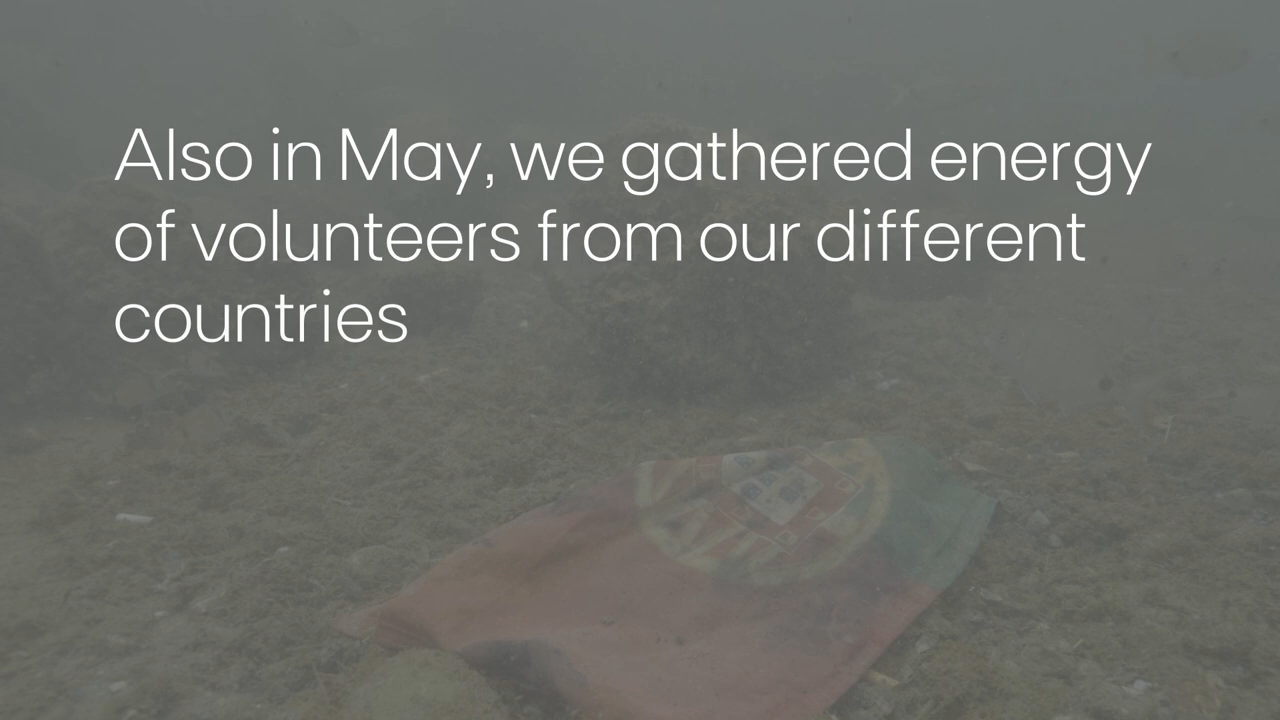 Also in May, we gathered energy
of volunteers from our different
countries